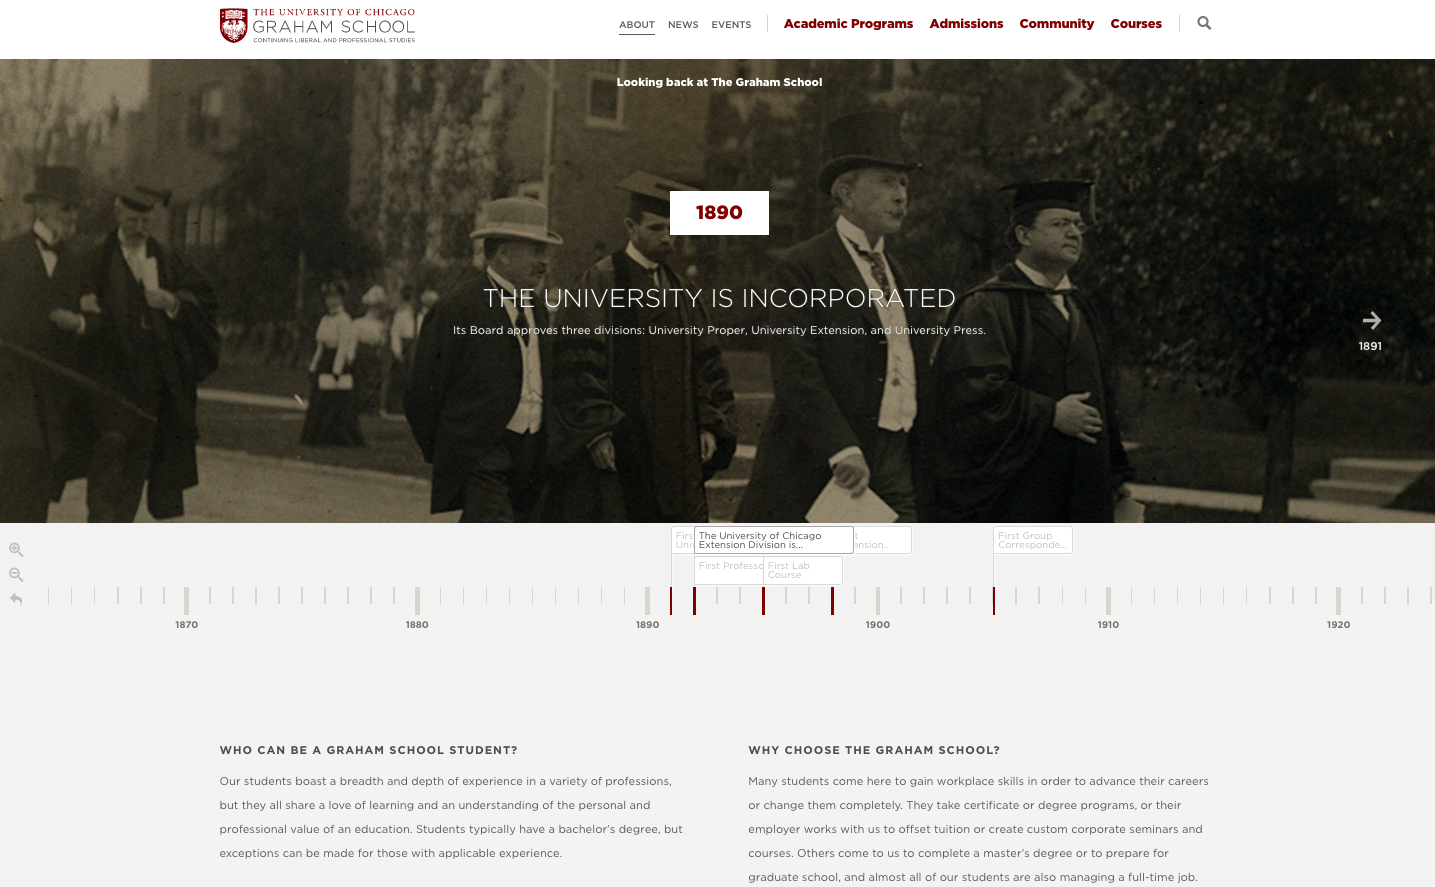 THE UNIVERSITY OF CHICAGO
GRAHAM SCHOOL
CONTINUING LIBERAL AND PROFESSIONAL STUDIES
ABOUT NEWS EVENTS Academic Programs Admissions Community Courses
Looking back at The Graham School
1890
THE UNIVERSITY IS INCORPORATED
Its Board approves three divisions: University Proper, University Extension, and University Press.
1891
The University of Chicago
Extension Division is...
First Group
Corresponde...
First Lab
Course
1870 1880 1890 1900 1910 1920
WHO CAN BE A GRAHAM SCHOOL STUDENT?
Our students boast a breadth and depth of experience in a variety of professions,
but they all share a love of learning and an understanding of the personal and
professional value of an education. Students typically have a bachelor's degree, but
exceptions can be made for those with applicable experience.
WHY CHOOSE THE GRAHAM SCHOOL?
Many students come here to gain workplace skills in order to advance their careers
or change them completely. They take certificate or degree programs, or their
employer works with us to offset tuition or create custom corporate seminars and
courses. Others come to us to complete a master's degree or to prepare for
graduate school, and almost all of our students are also managing a full-time job.